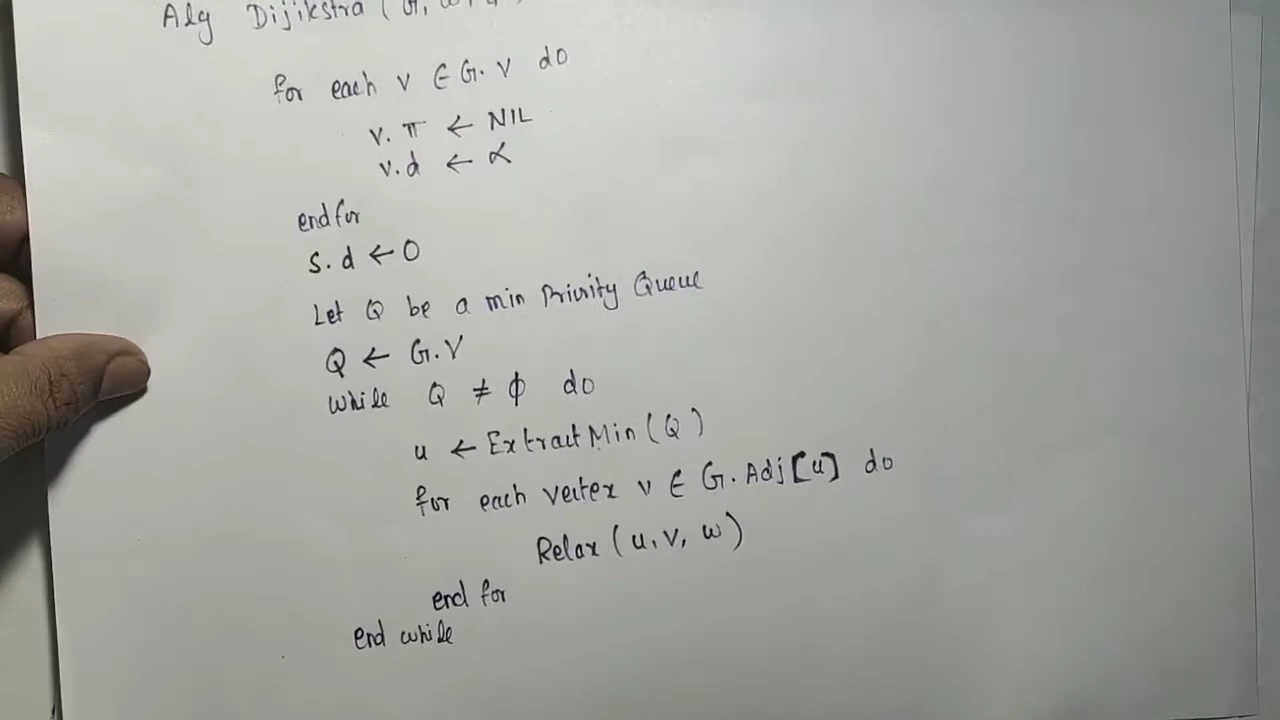 Alg Dijikstra ( G, w,
for each v ∈ G. V do
v. π ← NIL
v.d ← ∝
endfor
S. d ← 0
Let Q be a min Priority Queue
Q ← G.V
while Q ≠ ϕ do
u ← ExtractMin (Q)
for each vertex v ∈ G. Adj [u] do
Relax (u, v, w)
end for
end while